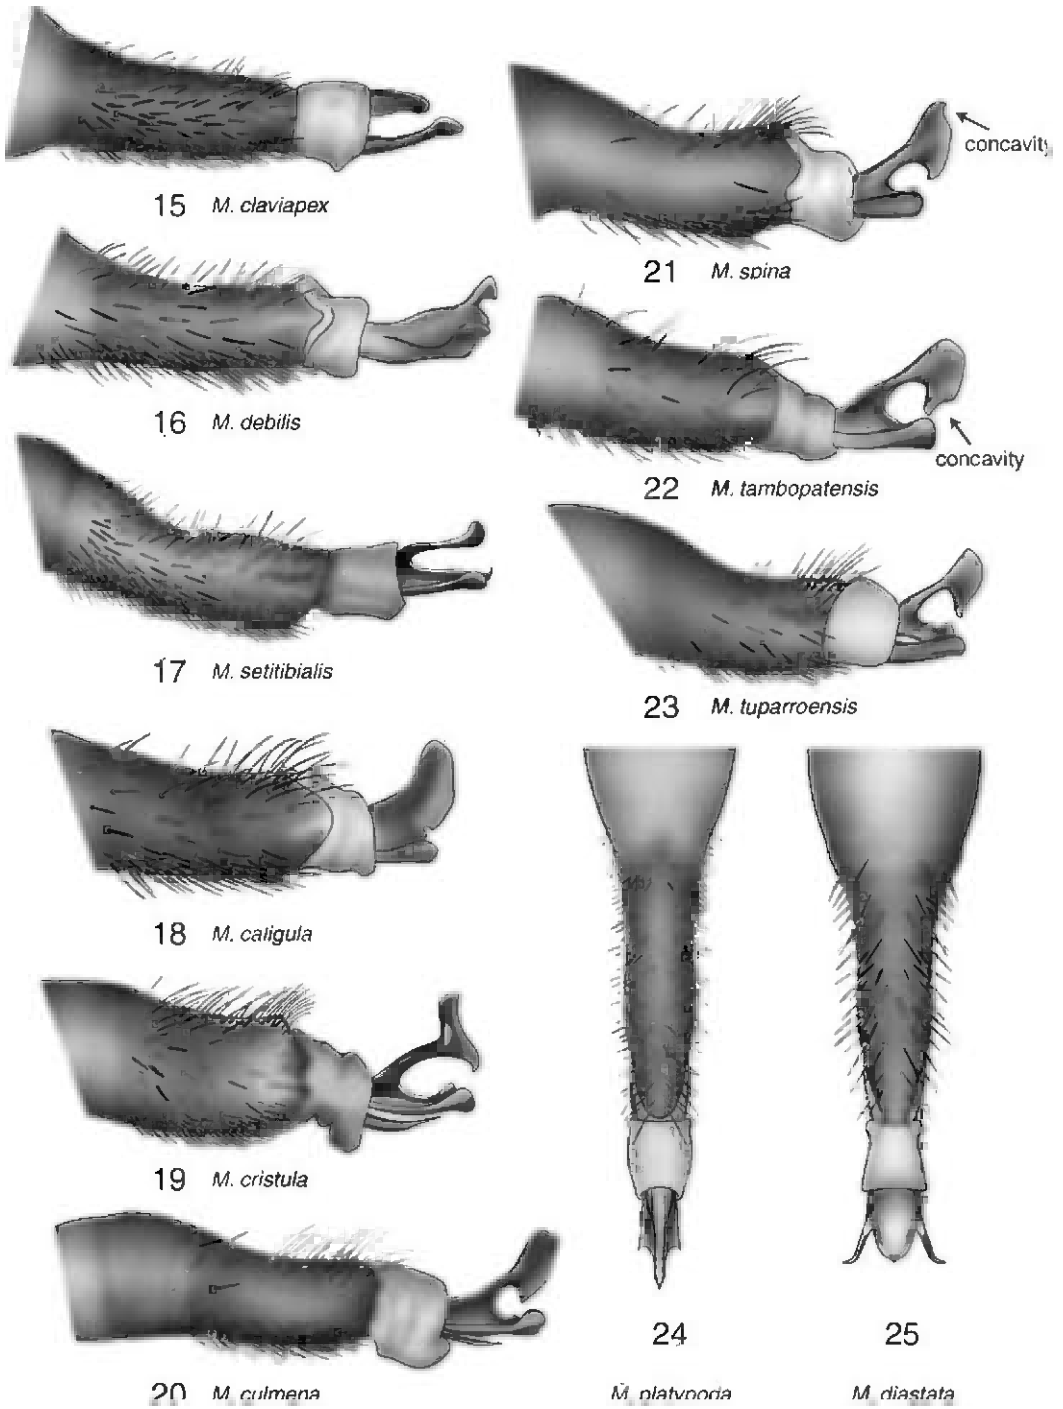 15 M. claviapex
16 M. debilis
17 M. setitibialis
18 M. caligula
19 M. cristula
20 M. culmena
concavity
21 M. spina
concavity
22 M. tambopatensis
23 M. tuparroensis
24
25
M. platypoda
M. diastata